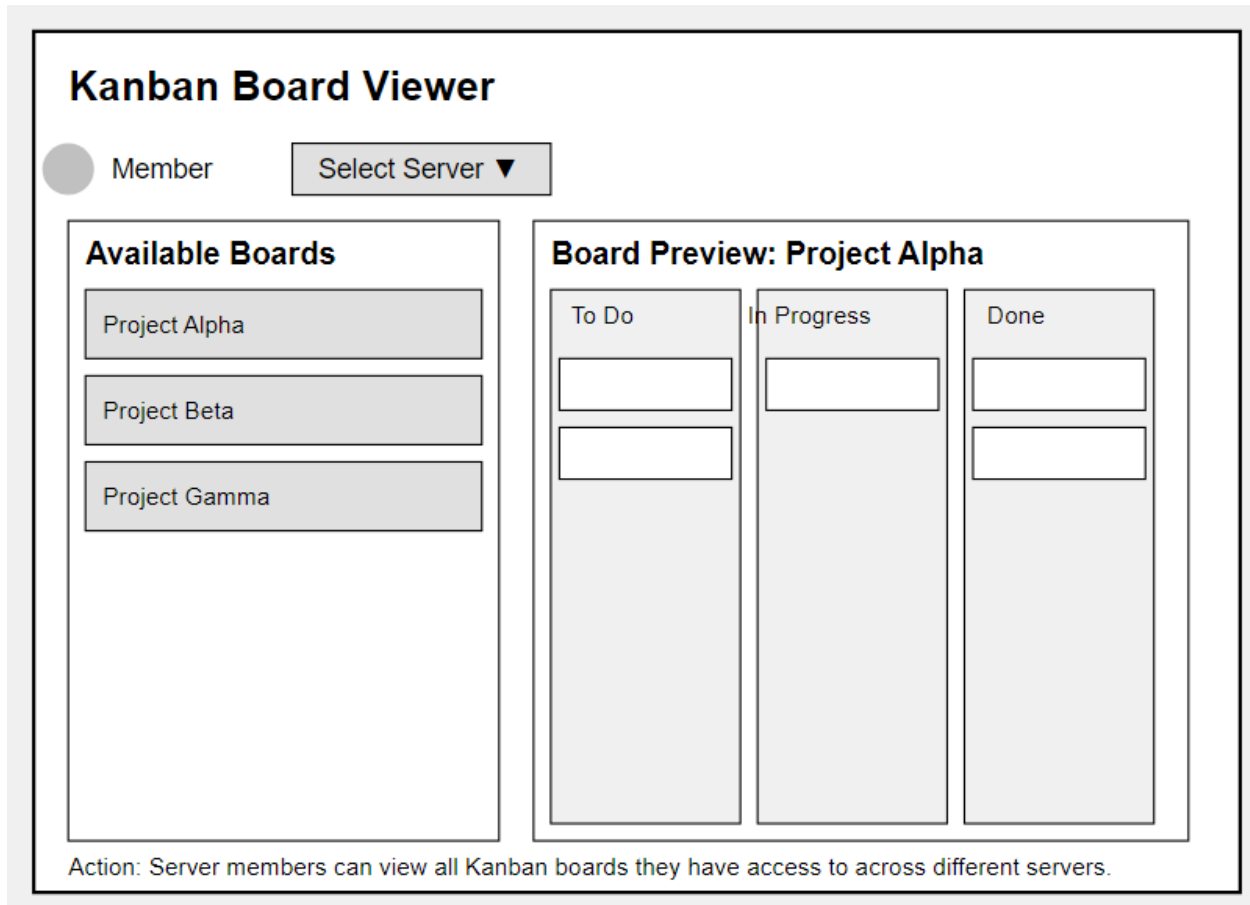 Kanban Board Viewer
Member
Select Server ▼
Available Boards
Project Alpha
Project Beta
Project Gamma
Board Preview: Project Alpha
To Do
In Progress
Done
Action: Server members can view all Kanban boards they have access to across different servers.